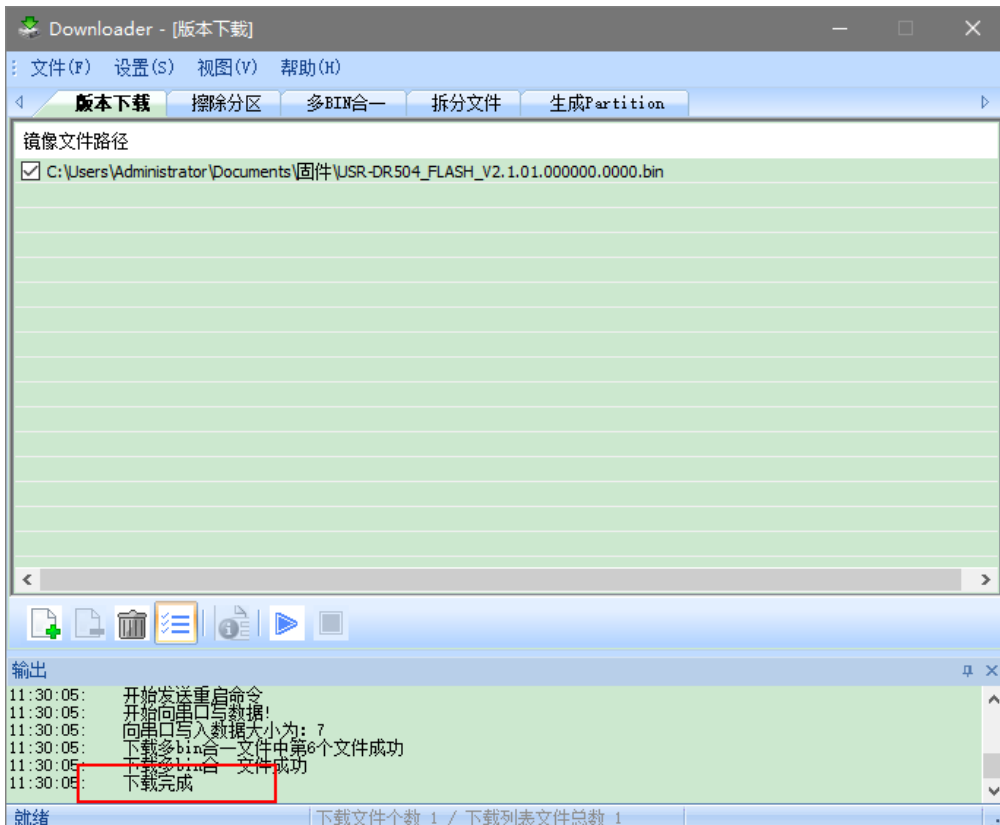 Downloader - [版本下载]
文件(F) 设置(S) 视图(V) 帮助(H)
版本下载 擦除分区 多BIN合一 拆分文件 生成Partition
镜像文件路径
C:\Users\Administrator\Documents\固件\USR-DR504_FLASH_V2.1.01.000000.0000.bin
输出
11:30:05: 开始发送重启命令
11:30:05: 开始向串口写数据!
11:30:05: 向串口写入数据大小为: 7
11:30:05: 下载多bin合一文件中第6个文件成功
11:30:05: 下载多bin合一文件成功
11:30:05: 下载完成
就绪 下载文件个数 1 / 下载列表文件总数 1